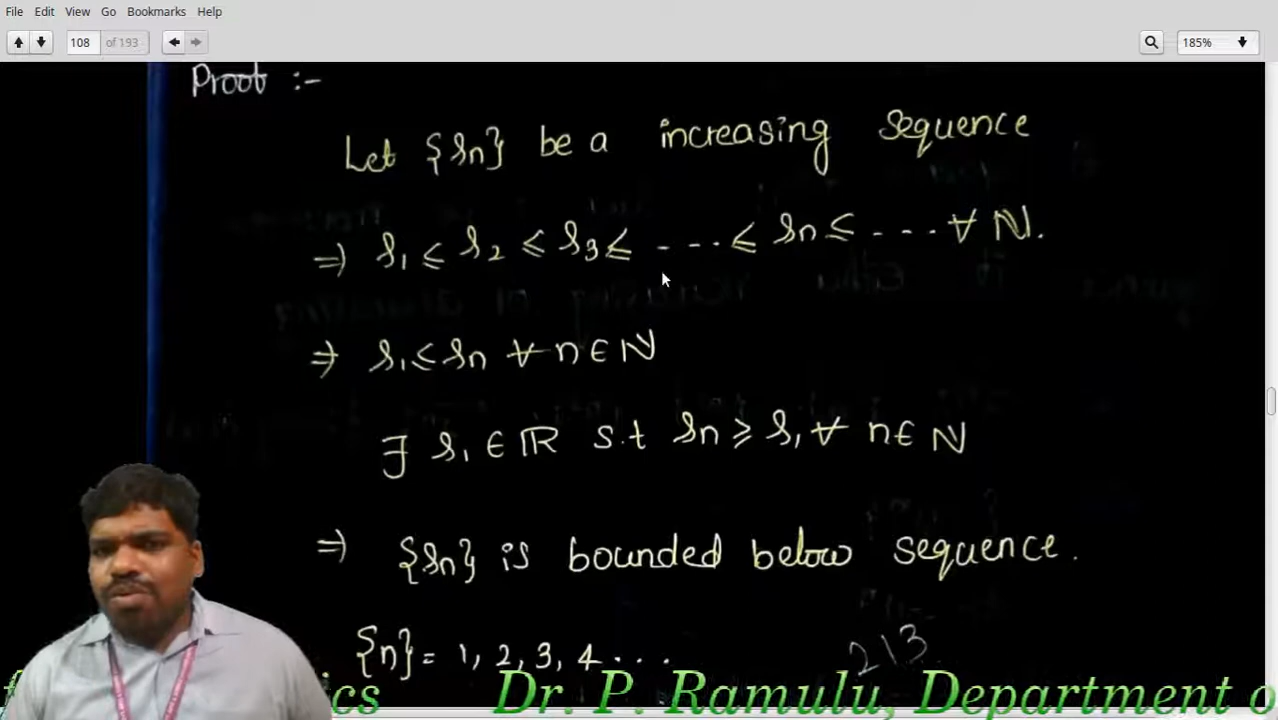 File Edit View Go Bookmarks Help
108 of 193 185%
Proof :-
Let {Sn} be a increasing sequence
⇒ S₁ ≤ S₂ ≤ S₃ ≤ - - - . ≤ Sn ≤ - - - . ∀ N.
⇒ S₁ ≤ Sn ∀ n ∈ N
∃ S₁ ∈ ℝ s.t Sn ≥ S₁ ∀ n ∈ N
⇒ {Sn} is bounded below sequence.
{n} = 1, 2, 3, 4 . . .
213
ics Dr. P. Ramulu, Department o